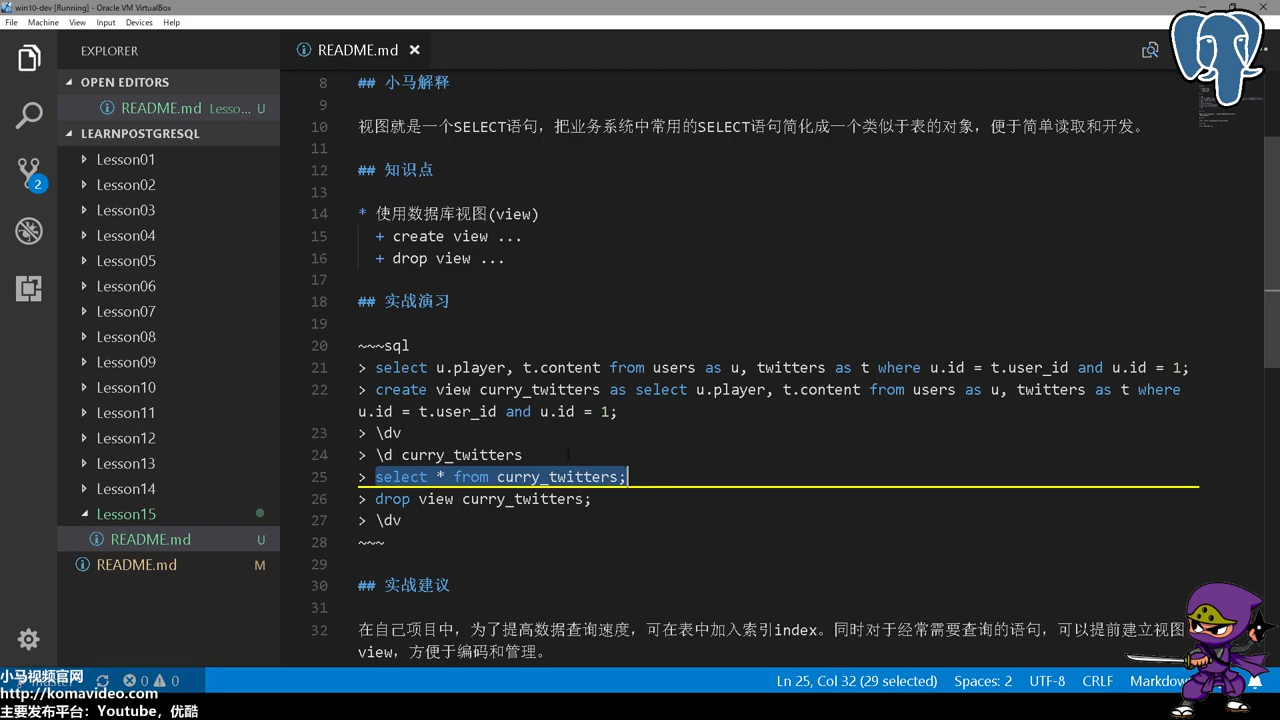 win10-dev [Running] - Oracle VM VirtualBox
File Machine View Input Devices Help
EXPLORER
README.md
OPEN EDITORS
README.md Lesso... U
LEARNPOSTGRESQL
Lesson01
Lesson02
Lesson03
Lesson04
Lesson05
Lesson06
Lesson07
Lesson08
Lesson09
Lesson10
Lesson11
Lesson12
Lesson13
Lesson14
Lesson15
README.md U
README.md M
2
8 ## 小马解释
9
10 视图就是一个SELECT语句，把业务系统中常用的SELECT语句简化成一个类似于表的对象，便于简单读取和开发。
11
12 ## 知识点
13
14 * 使用数据库视图(view)
15 + create view ...
16 + drop view ...
17
18 ## 实战演习
19
20 ~~~sql
21 > select u.player, t.content from users as u, twitters as t where u.id = t.user_id and u.id = 1;
22 > create view curry_twitters as select u.player, t.content from users as u, twitters as t where
u.id = t.user_id and u.id = 1;
23 > \dv
24 > \d curry_twitters
25 > select * from curry_twitters;
26 > drop view curry_twitters;
27 > \dv
28 ~~~
29
30 ## 实战建议
31
32 在自己项目中，为了提高数据查询速度，可在表中加入索引index。同时对于经常需要查询的语句，可以提前建立视图
view，方便于编码和管理。
小马视频官网
http://komavideo.com
主要发布平台：Youtube，优酷
0 0
Ln 25, Col 32 (29 selected) Spaces: 2 UTF-8 CRLF Markdow